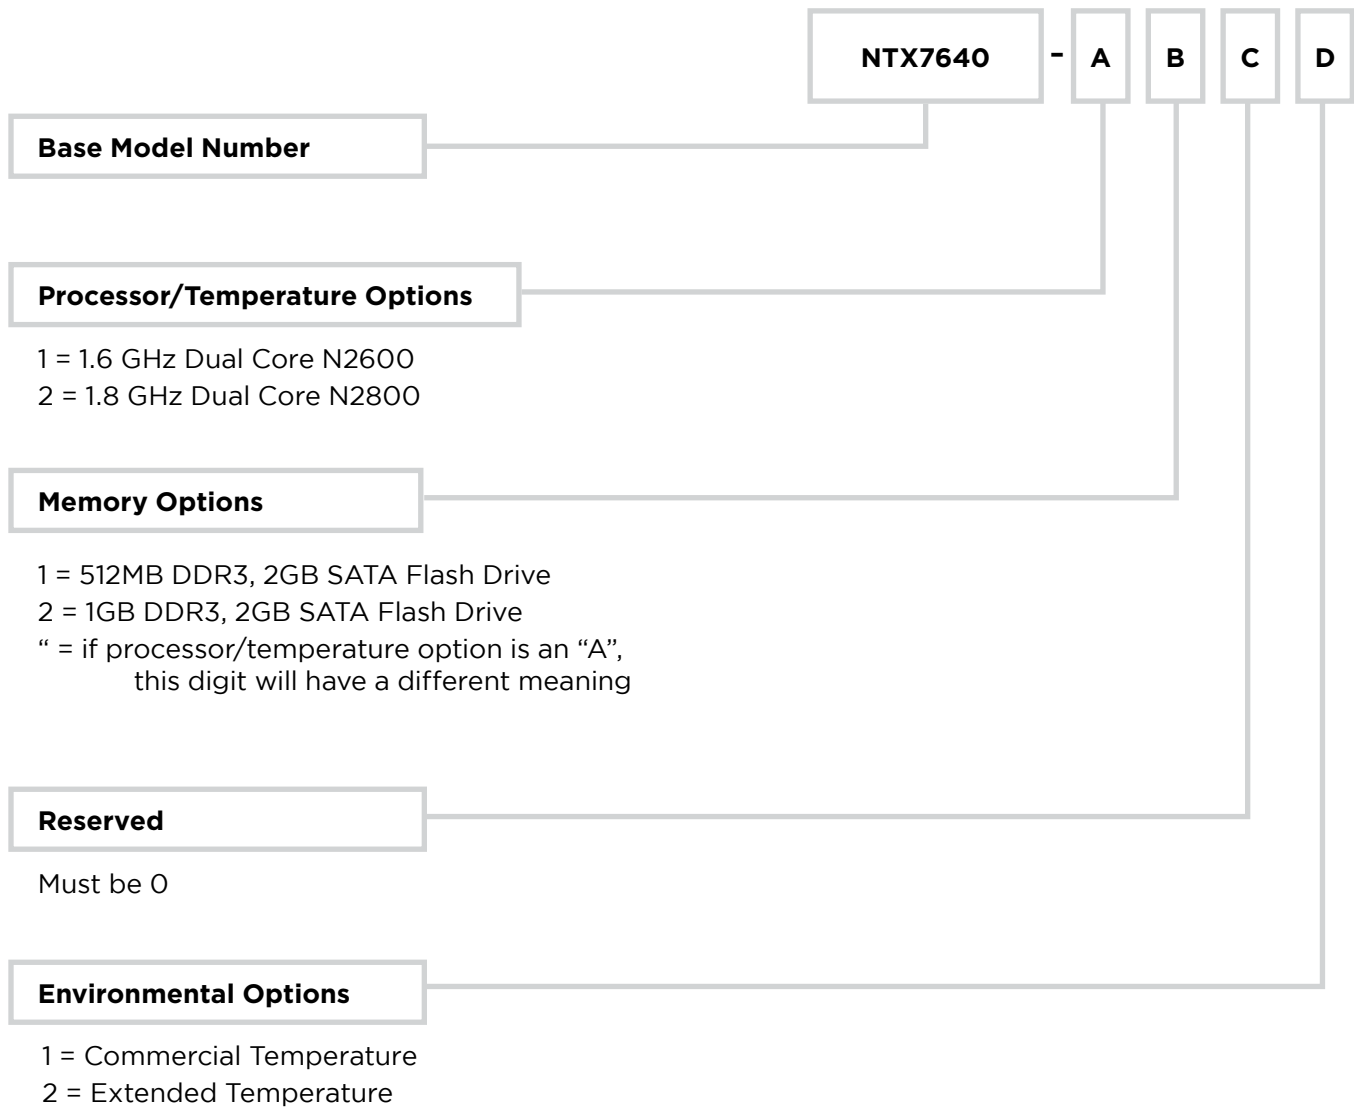 NTX7640 - A B C D
Base Model Number
Processor/Temperature Options
1 = 1.6 GHz Dual Core N2600
2 = 1.8 GHz Dual Core N2800
Memory Options
1 = 512MB DDR3, 2GB SATA Flash Drive
2 = 1GB DDR3, 2GB SATA Flash Drive
“ = if processor/temperature option is an “A”,
this digit will have a different meaning
Reserved
Must be 0
Environmental Options
1 = Commercial Temperature
2 = Extended Temperature